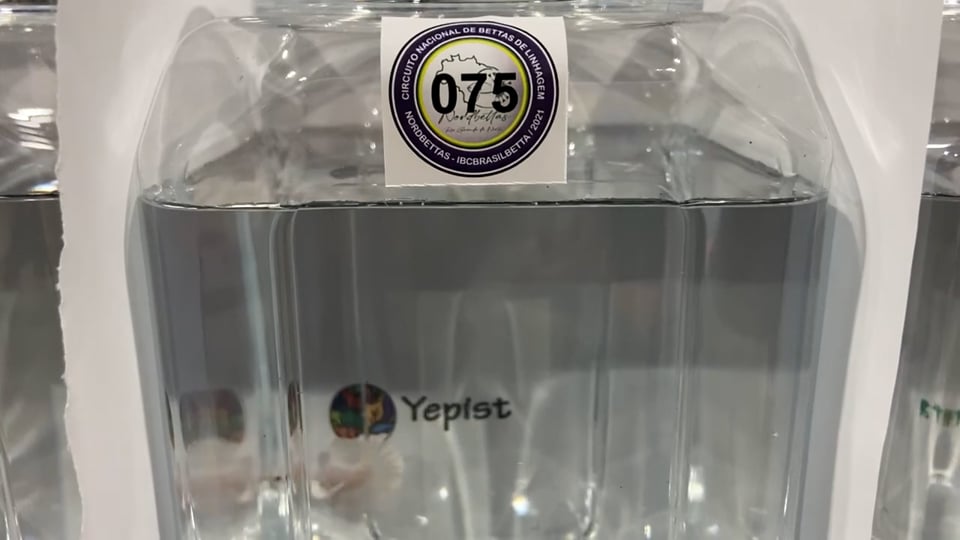 CIRCUITO NACIONAL DE BETTAS DE LINHAGEM
075
Nordbettas
NORDBETTAS - IBCBRASILBETTA / 2021
Yepist